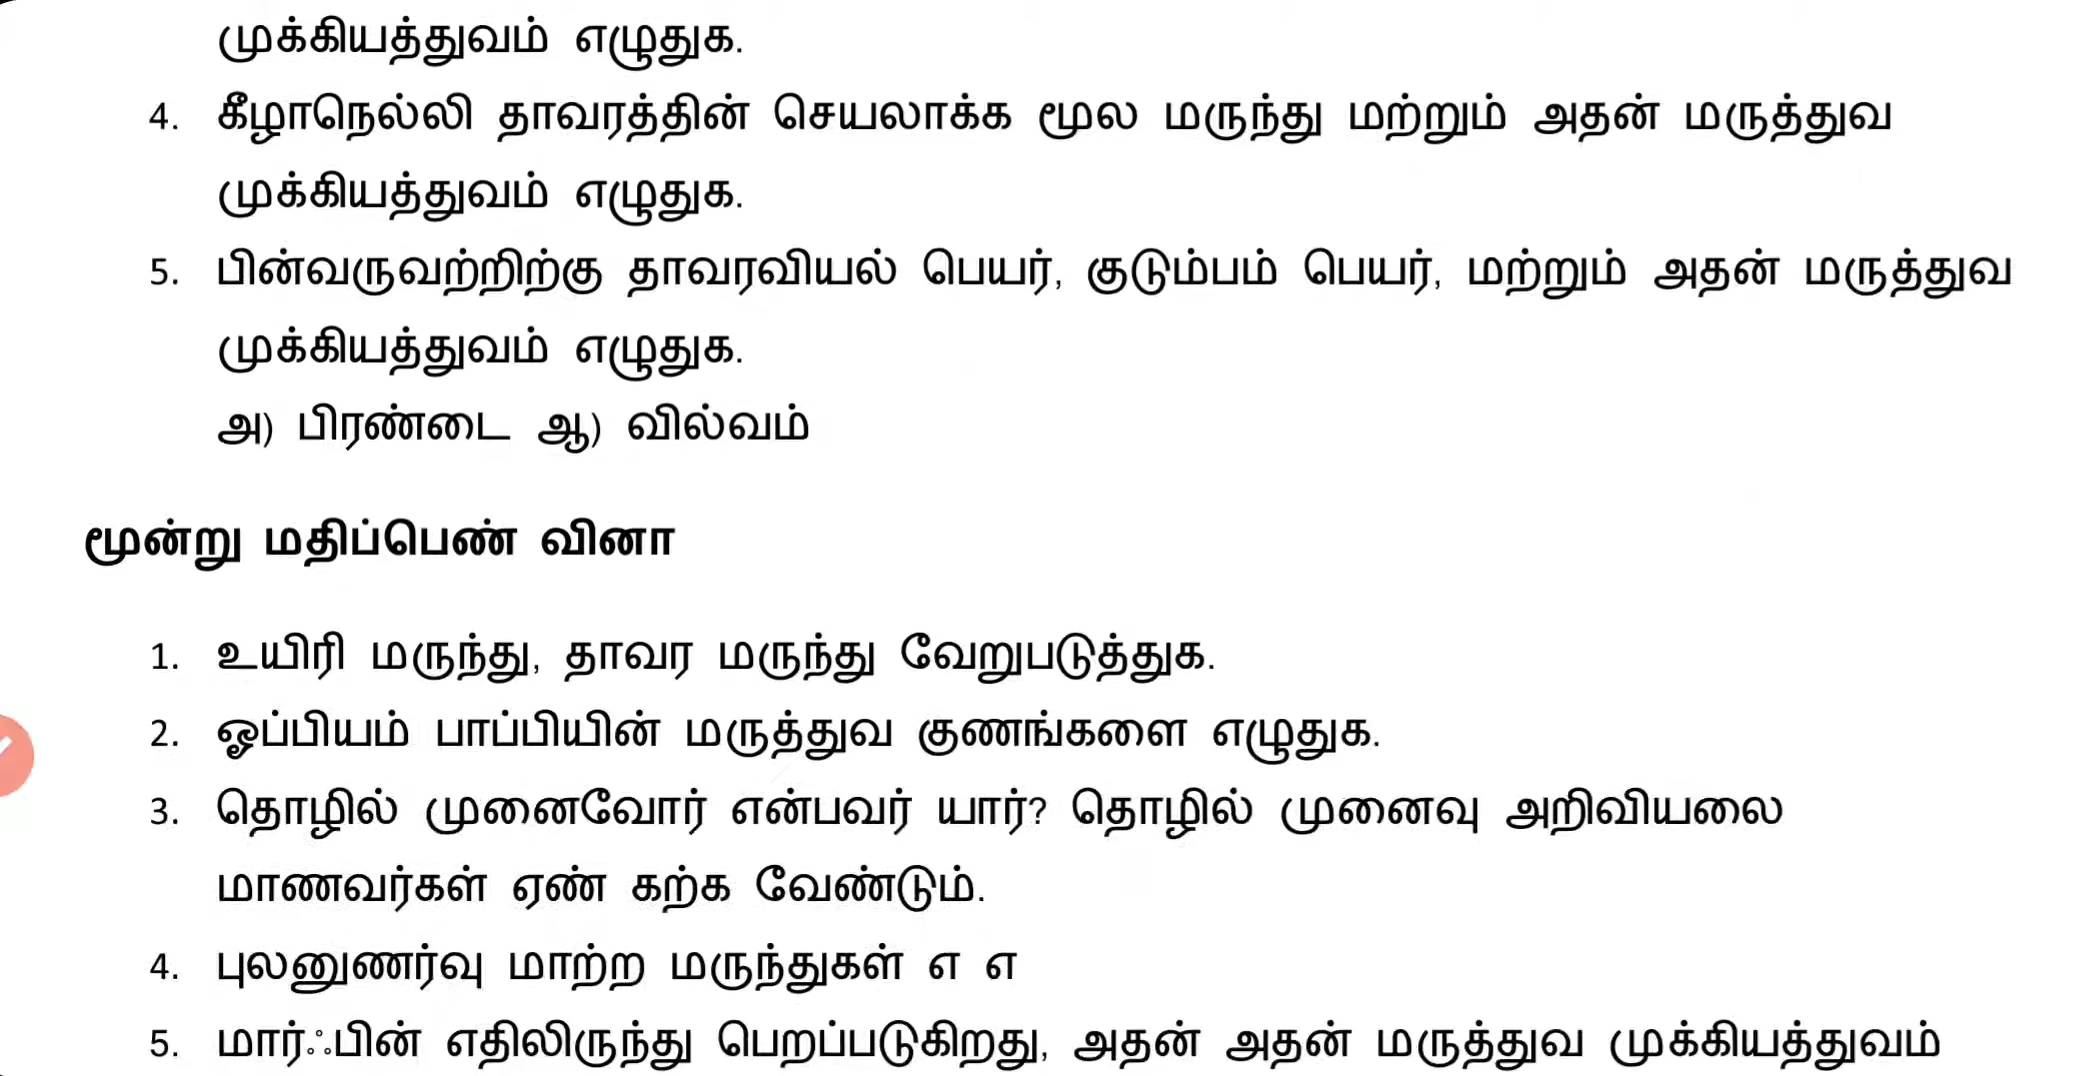 முக்கியத்துவம் எழுதுக.
4. கீழாநெல்லி தாவரத்தின் செயலாக்க மூல மருந்து மற்றும் அதன் மருத்துவ
முக்கியத்துவம் எழுதுக.
5. பின்வருவற்றிற்கு தாவரவியல் பெயர், குடும்பம் பெயர், மற்றும் அதன் மருத்துவ
முக்கியத்துவம் எழுதுக.
அ) பிரண்டை ஆ) வில்வம்
மூன்று மதிப்பெண் வினா
1. உயிரி மருந்து, தாவர மருந்து வேறுபடுத்துக.
2. ஓப்பியம் பாப்பியின் மருத்துவ குணங்களை எழுதுக.
3. தொழில் முனைவோர் என்பவர் யார்? தொழில் முனைவு அறிவியலை
மாணவர்கள் ஏண் கற்க வேண்டும்.
4. புலனுணர்வு மாற்ற மருந்துகள் எ எ
5. மார்ஃபின் எதிலிருந்து பெறப்படுகிறது, அதன் அதன் மருத்துவ முக்கியத்துவம்